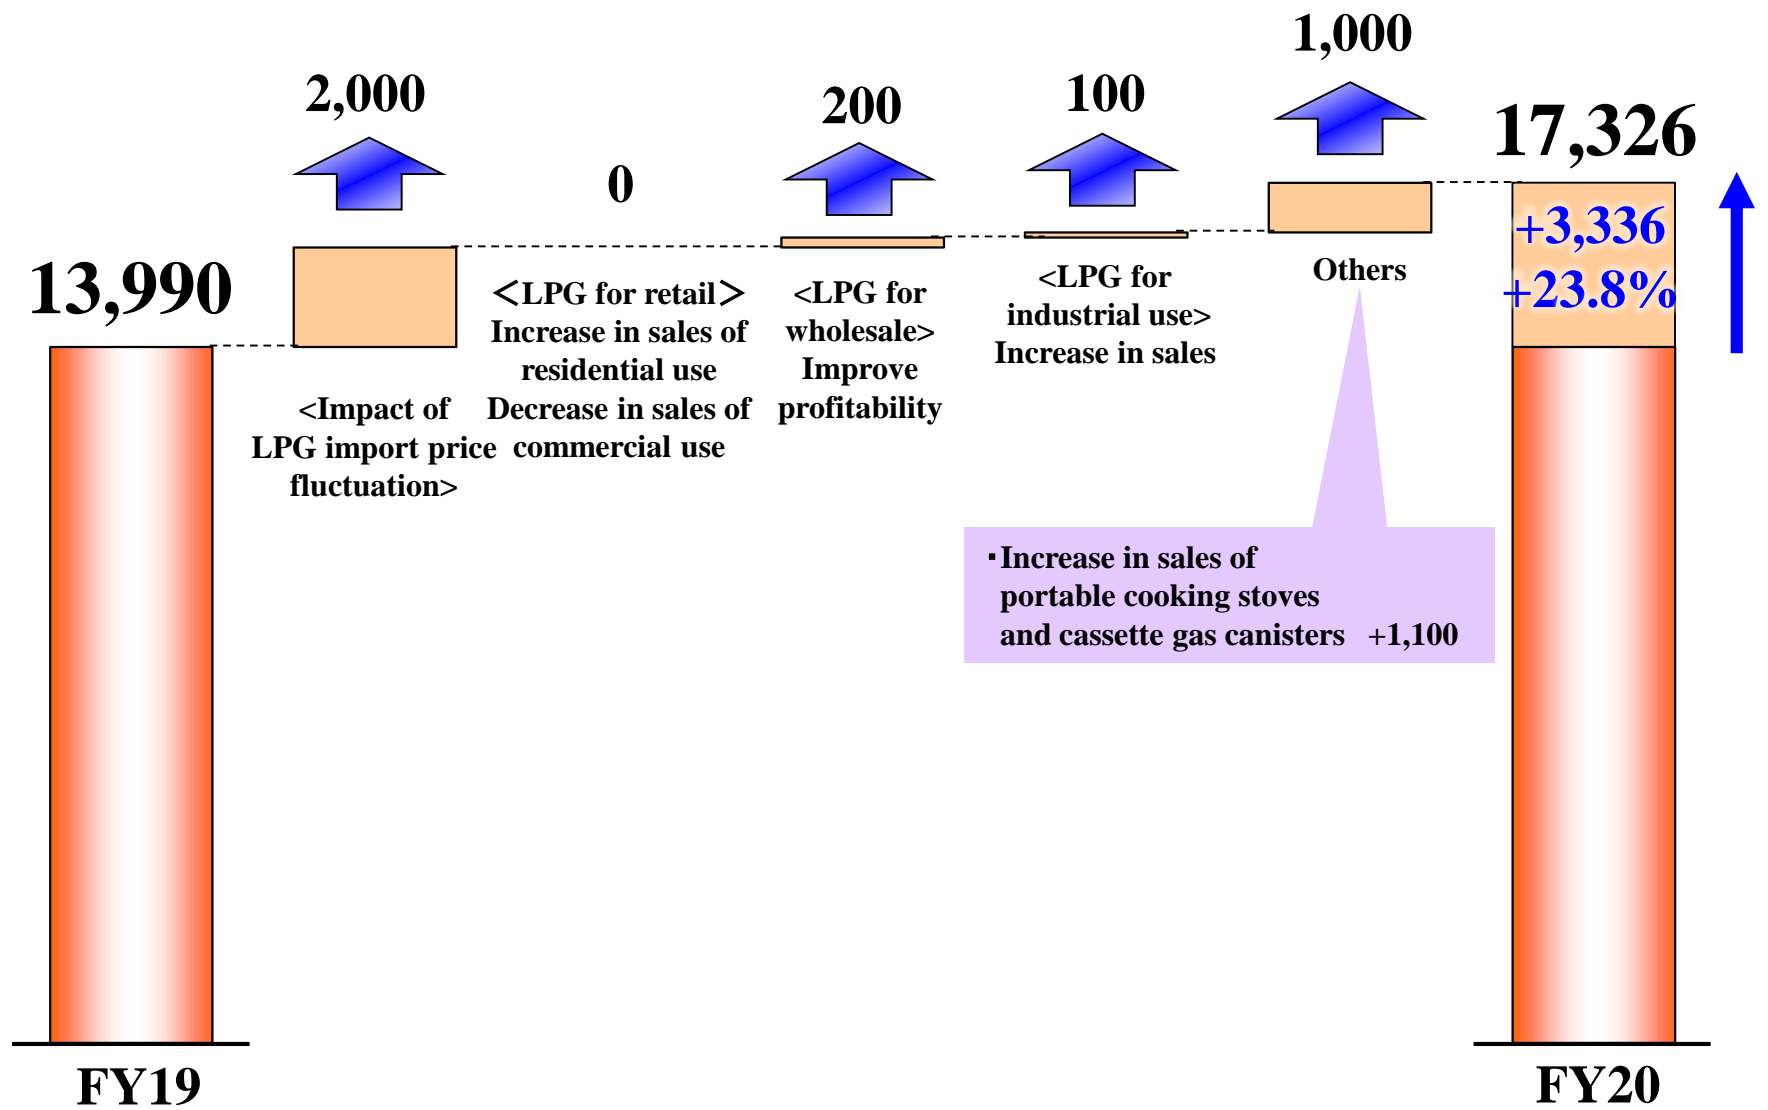 13,990
FY19
2,000
<Impact of
LPG import price
fluctuation>
0
<LPG for retail>
Increase in sales of
residential use
Decrease in sales of
commercial use
200
<LPG for
wholesale>
Improve
profitability
100
<LPG for
industrial use>
Increase in sales
1,000
Others
・Increase in sales of
portable cooking stoves
and cassette gas canisters +1,100
17,326
+3,336
+23.8%
FY20